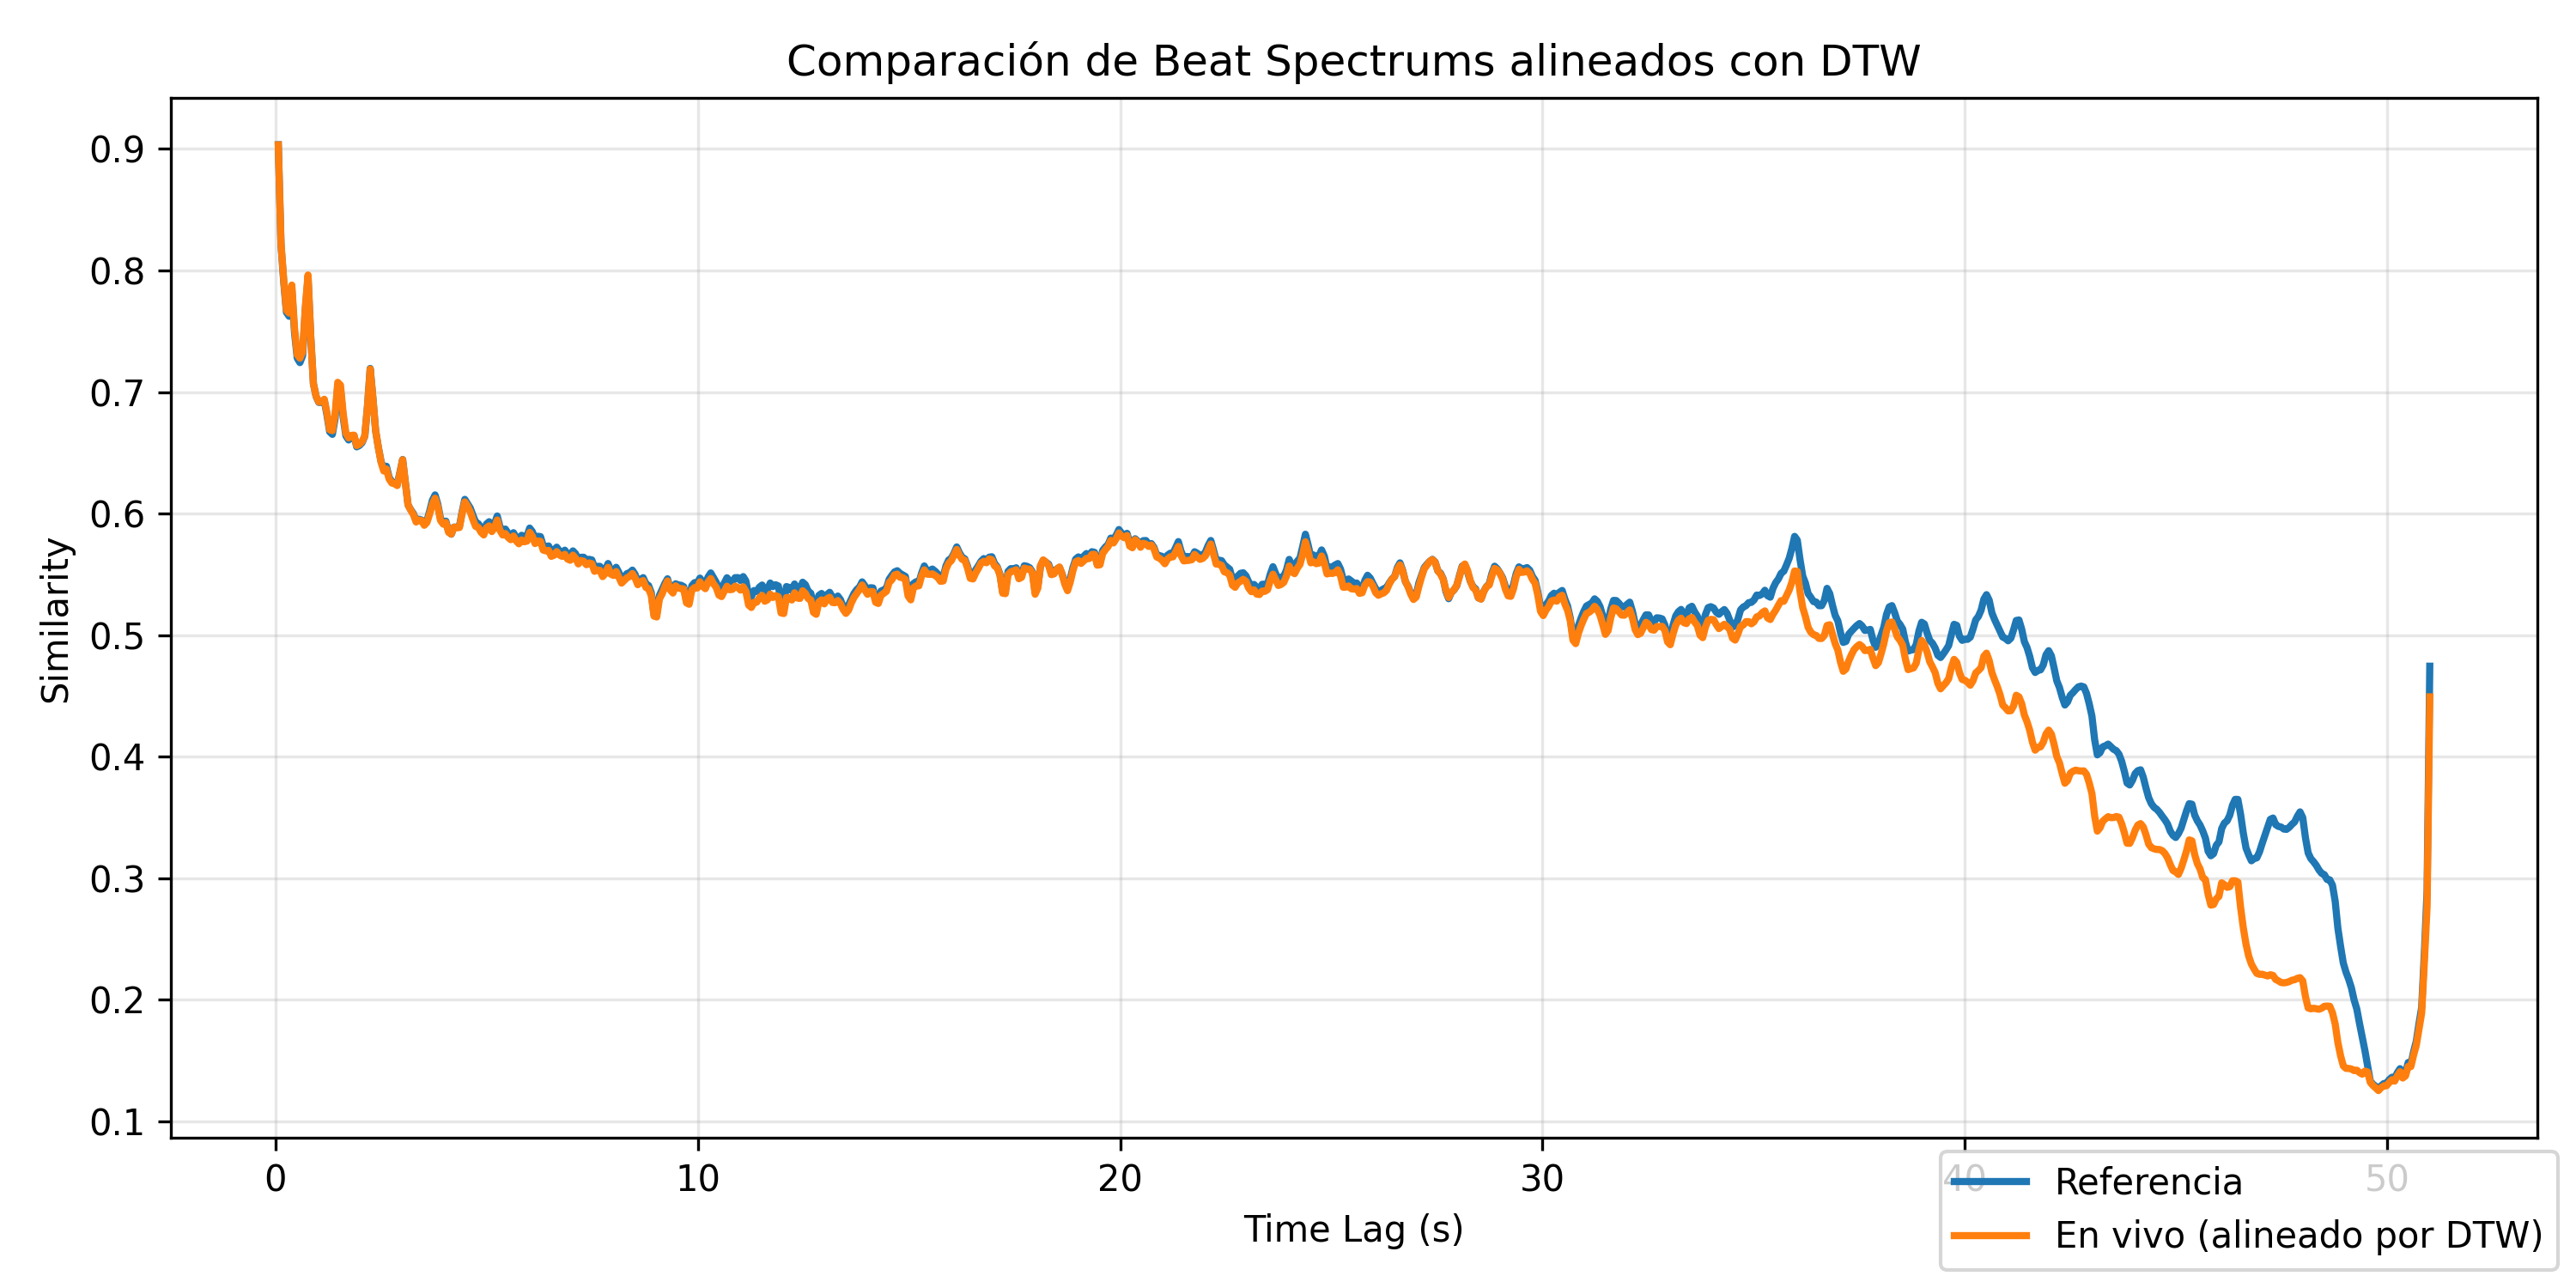 Comparación de Beat Spectrums alineados con DTW
Similarity
0.9
0.8
0.7
0.6
0.5
0.4
0.3
0.2
0.1
0 10 20 30 40 50
Time Lag (s)
Referencia
En vivo (alineado por DTW)